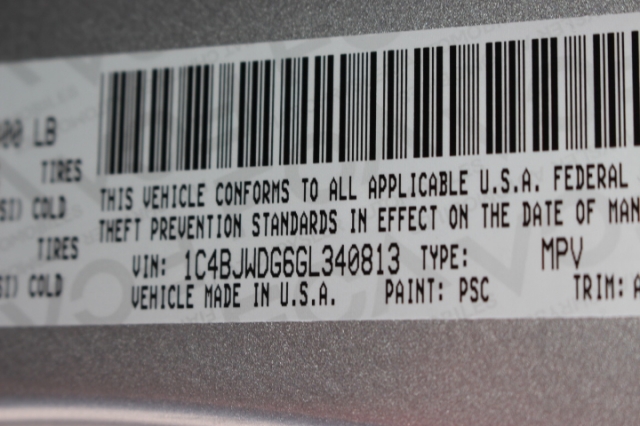 00 LB
TIRES
SI) COLD
TIRES
SI) COLD
THIS VEHICLE CONFORMS TO ALL APPLICABLE U.S.A. FEDERAL
THEFT PREVENTION STANDARDS IN EFFECT ON THE DATE OF MAN
VIN: 1C4BJWDG6GL340813 TYPE: MPV
VEHICLE MADE IN U.S.A. PAINT: PSC TRIM: A